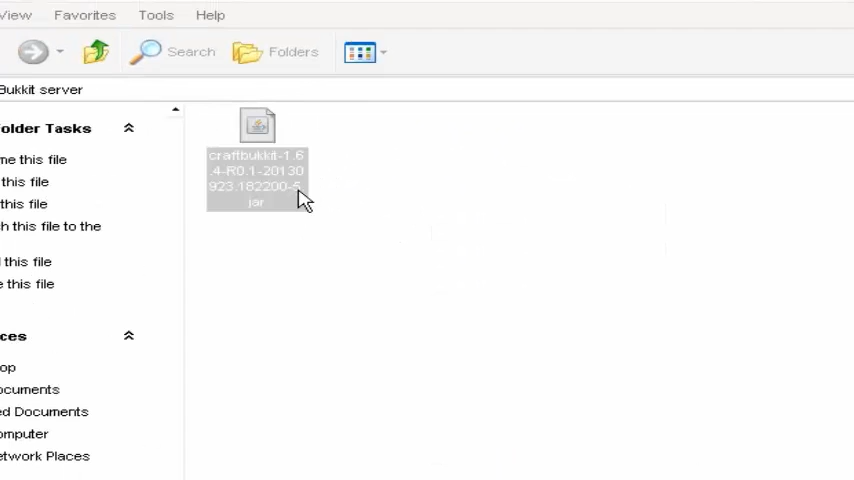 View Favorites Tools Help
Search Folders
Bukkit server
older Tasks
me this file
this file
this file
h this file to the
l this file
e this file
ces
op
ocuments
ed Documents
omputer
etwork Places
craftbukkit-1.6
.4-R0.1-20130
923.182200-5.
jar